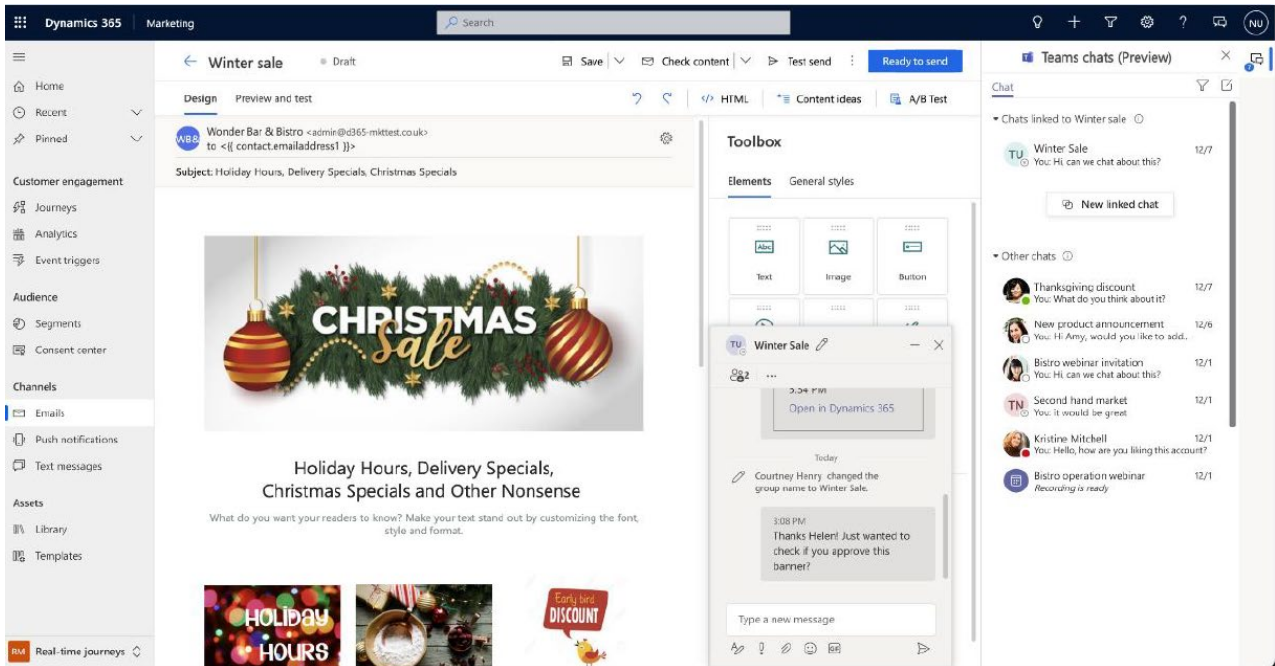 Dynamics 365
Marketing
Search
NU
Home
Recent
Pinned
Customer engagement
Journeys
Analytics
Event triggers
Audience
Segments
Consent center
Channels
Emails
Push notifications
Text messages
Assets
Library
Templates
RM Real-time journeys
Winter sale
Draft
Save
Check content
Test send
Ready to send
Design
Preview and test
HTML
Content ideas
A/B Test
WB&
Wonder Bar & Bistro <admin@d365-mkttest.co.uk>
to <{{ contact.emailaddress1 }}>
Subject: Holiday Hours, Delivery Specials, Christmas Specials
CHRISTMAS
Sale
Holiday Hours, Delivery Specials,
Christmas Specials and Other Nonsense
What do you want your readers to know? Make your text stand out by customizing the font,
style and format.
HOLIDAY
HOURS
Early bird
DISCOUNT
Toolbox
Elements
General styles
Abc
Text
Image
Button
TU Winter Sale
2
...
5:54 PM
Open in Dynamics 365
Today
Courtney Henry changed the
group name to Winter Sale.
3:08 PM
Thanks Helen! Just wanted to
check if you approve this
banner?
Type a new message
GIF
Teams chats (Preview)
Chat
Chats linked to Winter sale
TU
Winter Sale 12/7
You: Hi, can we chat about this?
New linked chat
Other chats
Thanksgiving discount 12/7
You: What do you think about it?
New product announcement 12/6
You: Hi Amy, would you like to add..
Bistro webinar invitation 12/1
You: Hi, can we chat about this?
TN
Second hand market 12/1
You: it would be great
Kristine Mitchell 12/1
You: Hello, how are you liking this account?
Bistro operation webinar 12/1
Recording is ready